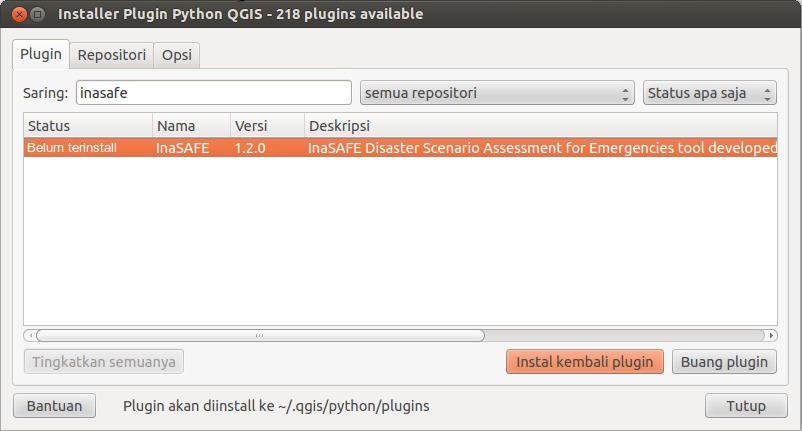 Installer Plugin Python QGIS - 218 plugins available
Plugin Repositori Opsi
Saring: inasafe semua repositori Status apa saja
Status Nama Versi Deskripsi
Belum terinstall InaSAFE 1.2.0 InaSAFE Disaster Scenario Assessment for Emergencies tool developed
Tingkatkan semuanya Instal kembali plugin Buang plugin
Bantuan Plugin akan diinstall ke ~/.qgis/python/plugins Tutup